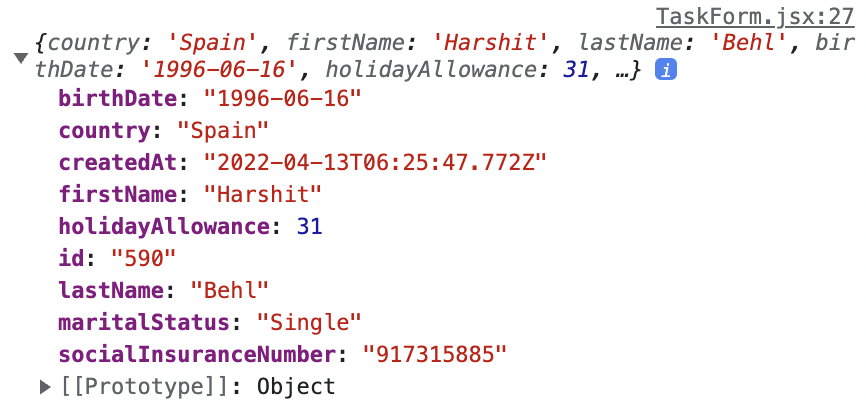 TaskForm.jsx:27
{country: 'Spain', firstName: 'Harshit', lastName: 'Behl', bir
thDate: '1996-06-16', holidayAllowance: 31, …} i
birthDate: "1996-06-16"
country: "Spain"
createdAt: "2022-04-13T06:25:47.772Z"
firstName: "Harshit"
holidayAllowance: 31
id: "590"
lastName: "Behl"
maritalStatus: "Single"
socialInsuranceNumber: "917315885"
[[Prototype]]: Object